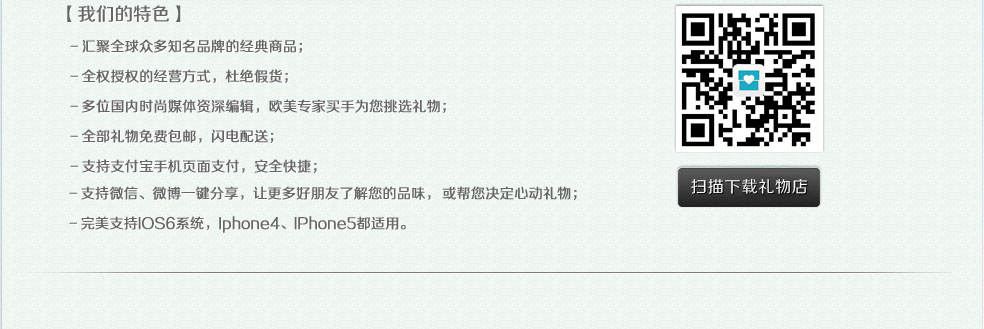 【我们的特色】
– 汇聚全球众多知名品牌的经典商品；
– 全权授权的经营方式，杜绝假货；
– 多位国内时尚媒体资深编辑，欧美专家买手为您挑选礼物；
– 全部礼物免费包邮，闪电配送；
– 支持支付宝手机页面支付，安全快捷；
– 支持微信、微博一键分享，让更多好朋友了解您的品味， 或帮您决定心动礼物；
– 完美支持IOS6系统，Iphone4、IPhone5都适用。
扫描下载礼物店